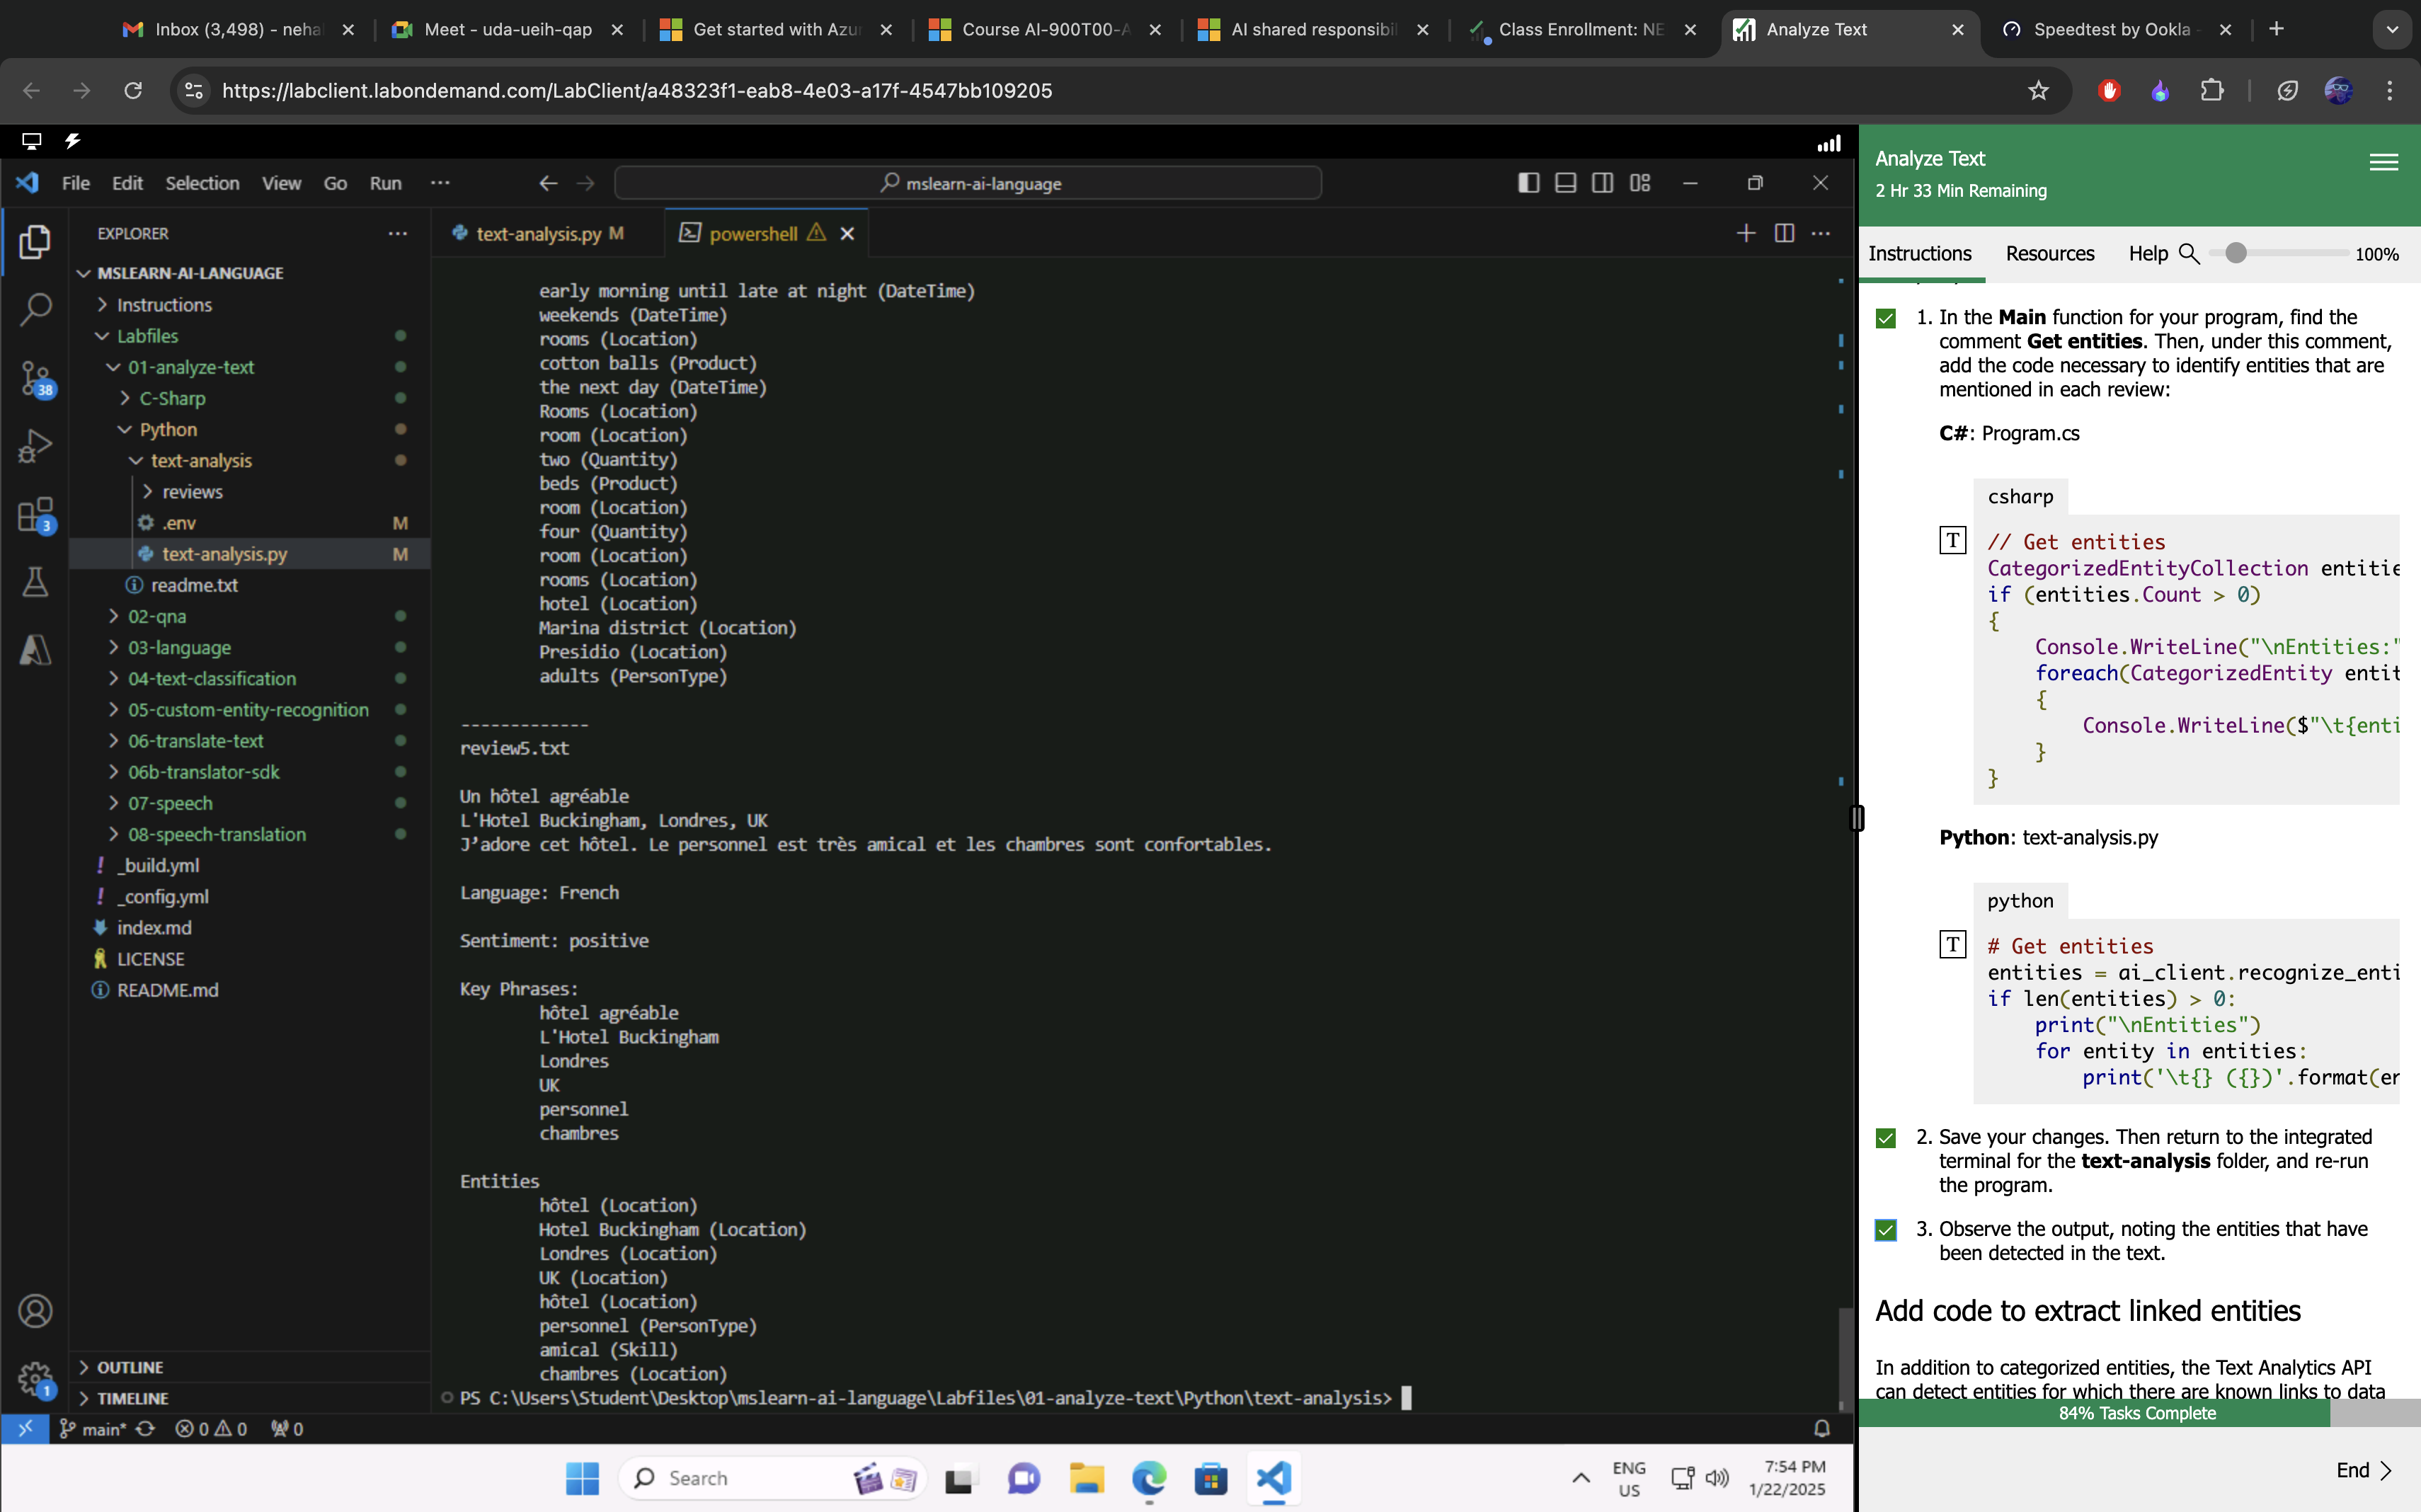 Inbox (3,498) - neha
Meet - uda-ueih-qap
Get started with Azur
Course AI-900T00-A
AI shared responsibil
Class Enrollment: NE
Analyze Text
Speedtest by Ookla -
https://labclient.labondemand.com/LabClient/a48323f1-eab8-4e03-a17f-4547bb109205
File Edit Selection View Go Run ···
mslearn-ai-language
EXPLORER
MSLEARN-AI-LANGUAGE
Instructions
Labfiles
01-analyze-text
C-Sharp
Python
text-analysis
reviews
.env M
text-analysis.py M
readme.txt
02-qna
03-language
04-text-classification
05-custom-entity-recognition
06-translate-text
06b-translator-sdk
07-speech
08-speech-translation
! _build.yml
! _config.yml
index.md
LICENSE
README.md
OUTLINE
TIMELINE
38
3
1
text-analysis.py M
powershell
early morning until late at night (DateTime)
weekends (DateTime)
rooms (Location)
cotton balls (Product)
the next day (DateTime)
Rooms (Location)
room (Location)
two (Quantity)
beds (Product)
room (Location)
four (Quantity)
room (Location)
rooms (Location)
hotel (Location)
Marina district (Location)
Presidio (Location)
adults (PersonType)
-------------
review5.txt
Un hôtel agréable
L'Hotel Buckingham, Londres, UK
J’adore cet hôtel. Le personnel est très amical et les chambres sont confortables.
Language: French
Sentiment: positive
Key Phrases:
hôtel agréable
L'Hotel Buckingham
Londres
UK
personnel
chambres
Entities
hôtel (Location)
Hotel Buckingham (Location)
Londres (Location)
UK (Location)
hôtel (Location)
personnel (PersonType)
amical (Skill)
chambres (Location)
PS C:\Users\Student\Desktop\mslearn-ai-language\Labfiles\01-analyze-text\Python\text-analysis>
main* 0 0 0
Search
ENG
US
7:54 PM
1/22/2025
Analyze Text
2 Hr 33 Min Remaining
Instructions Resources Help 100%
1. In the Main function for your program, find the
comment Get entities. Then, under this comment,
add the code necessary to identify entities that are
mentioned in each review:
C#: Program.cs
csharp
T
// Get entities
CategorizedEntityCollection entitie
if (entities.Count > 0)
{
Console.WriteLine("\nEntities:"
foreach(CategorizedEntity entit
{
Console.WriteLine($"\t{enti
}
}
Python: text-analysis.py
python
T
# Get entities
entities = ai_client.recognize_enti
if len(entities) > 0:
print("\nEntities")
for entity in entities:
print('\t{} ({})'.format(en
2. Save your changes. Then return to the integrated
terminal for the text-analysis folder, and re-run
the program.
3. Observe the output, noting the entities that have
been detected in the text.
Add code to extract linked entities
In addition to categorized entities, the Text Analytics API
can detect entities for which there are known links to data
84% Tasks Complete
End